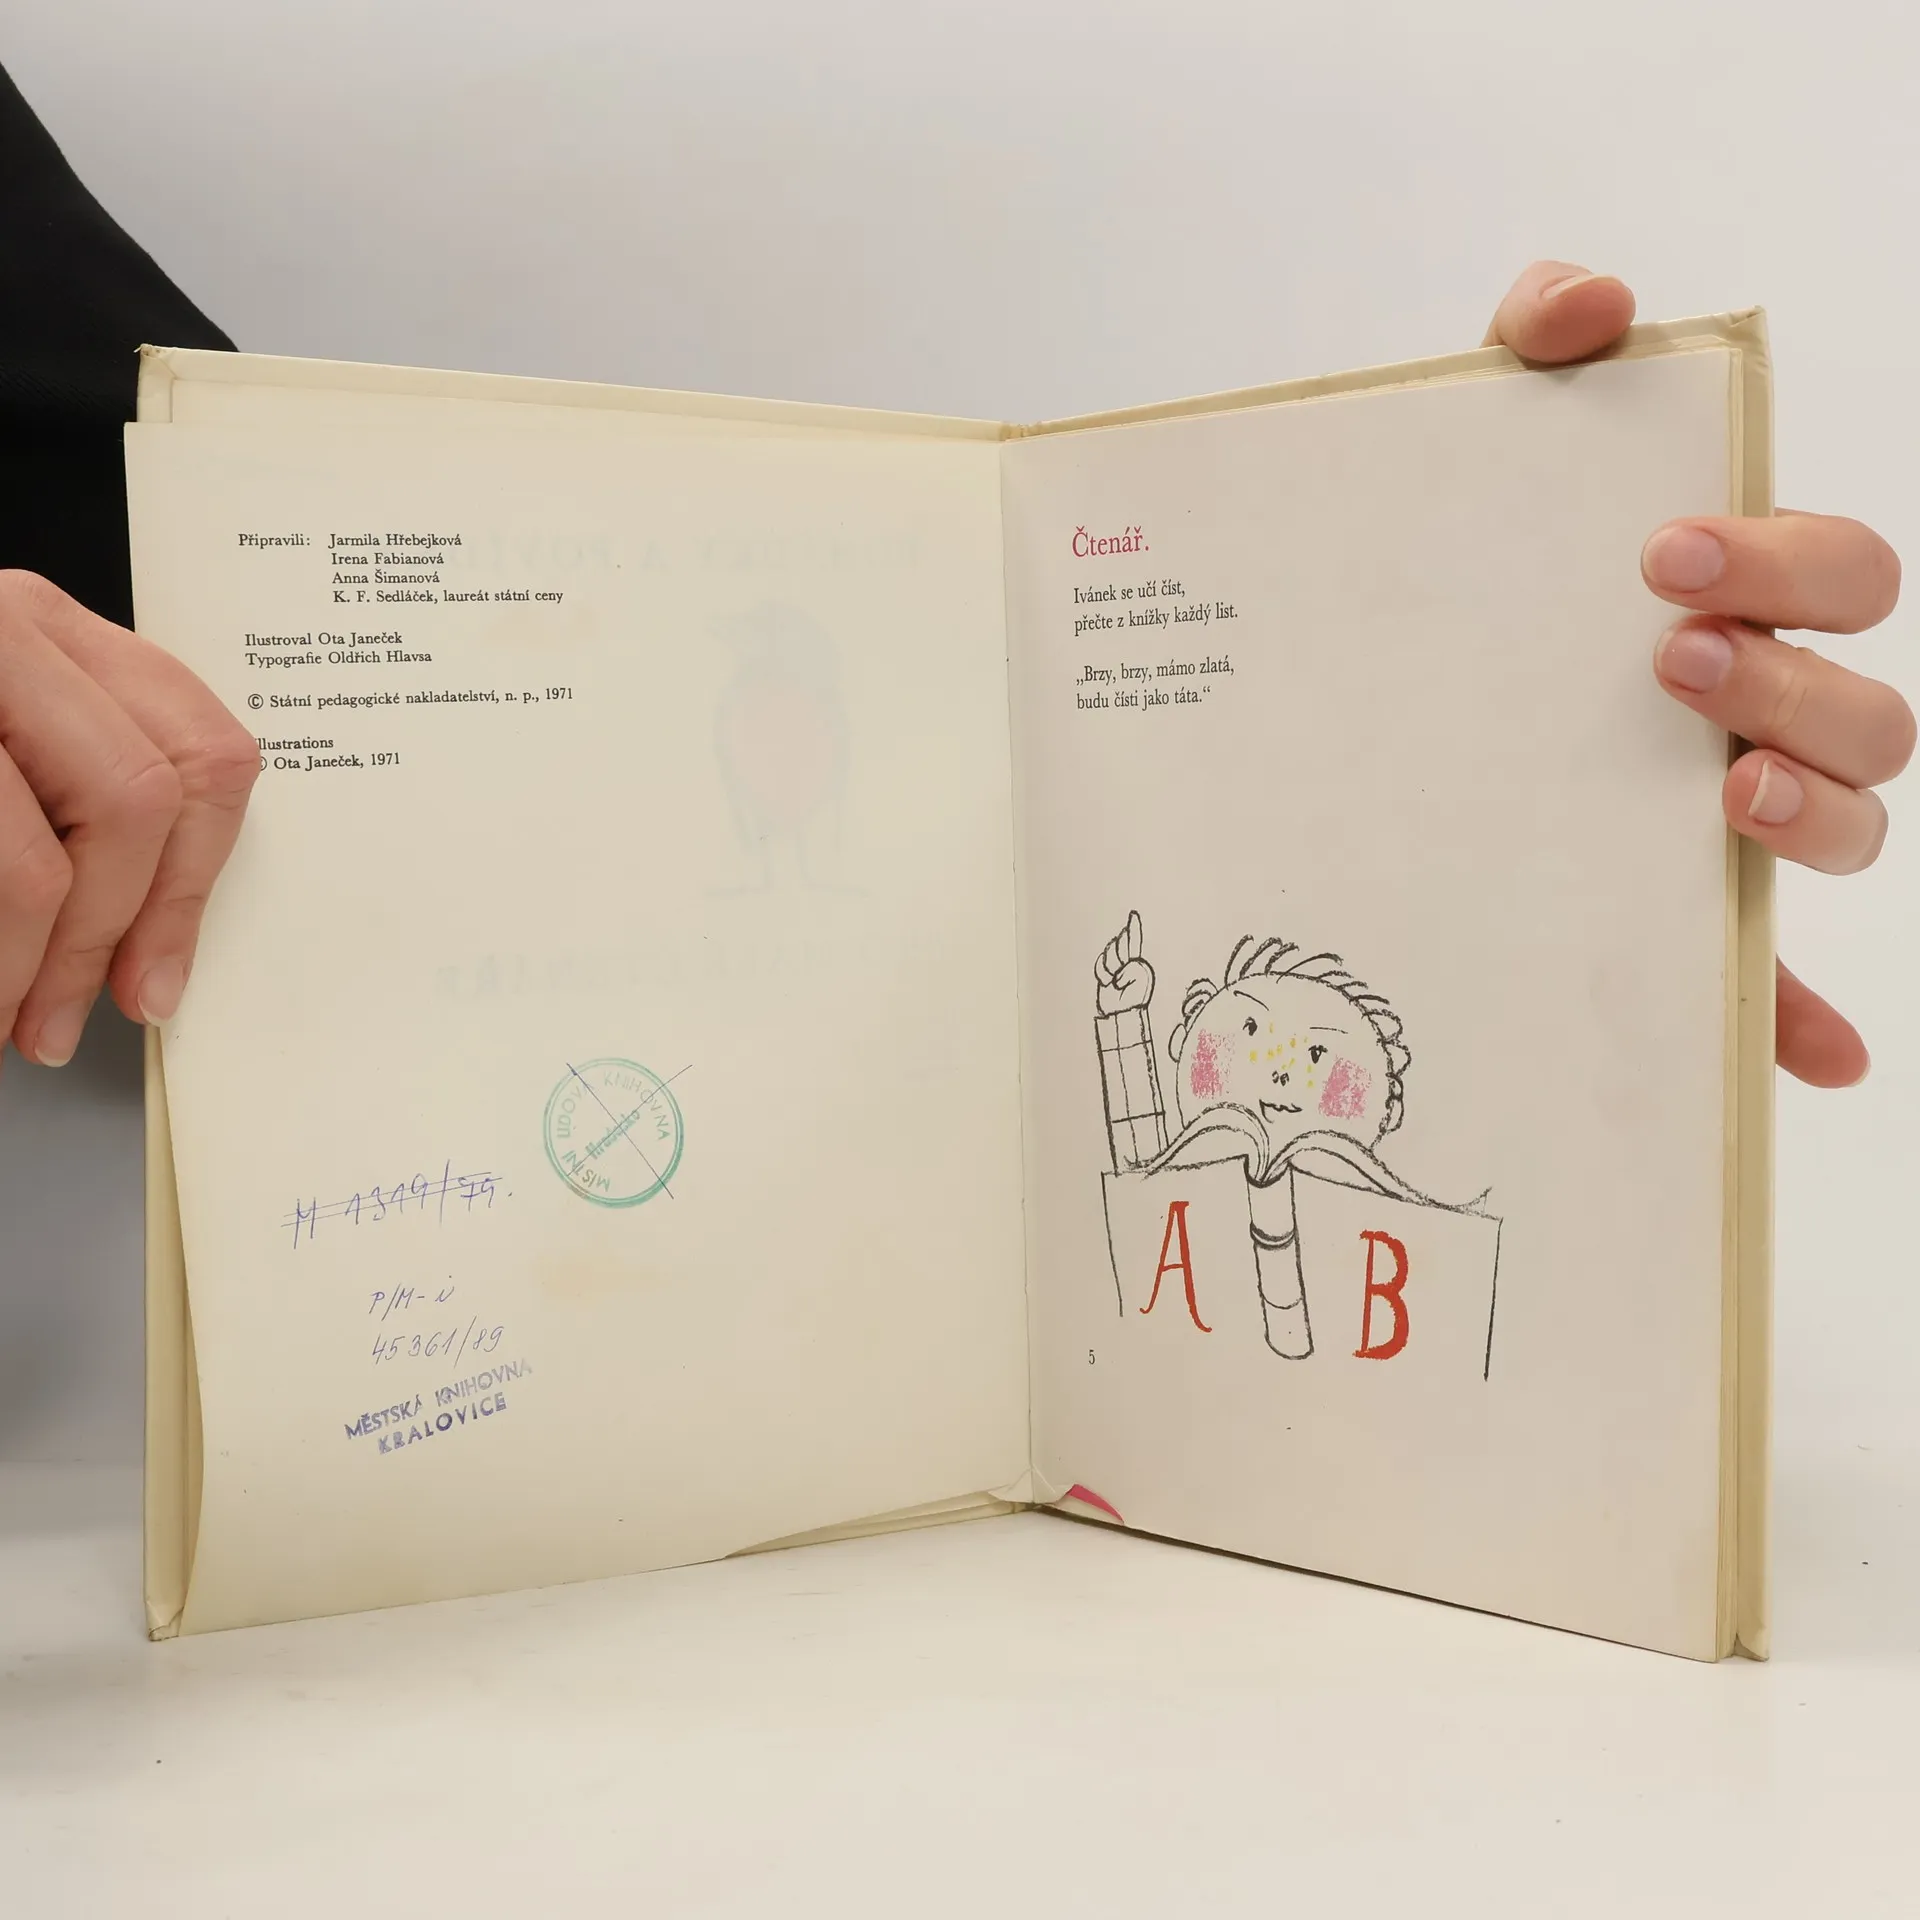 Připravili: Jarmila Hřebejková
Irena Fabianová
Anna Šimanová
K. F. Sedláček, laureát státní ceny
Ilustroval Ota Janeček
Typografie Oldřich Hlavsa
© Státní pedagogické nakladatelství, n. p., 1971
llustrations
© Ota Janeček, 1971
MÍSTNÍ LIDOVÁ KNIHOVNA
M 1319/79.
P/M-
45361/89
MĚSTSKÁ KNIHOVNA
KRALOVICE
Čtenář.
Ivánek se učí číst,
přečte z knížky každý list.
„Brzy, brzy, mámo zlatá,
budu čísti jako táta.“
A B
5